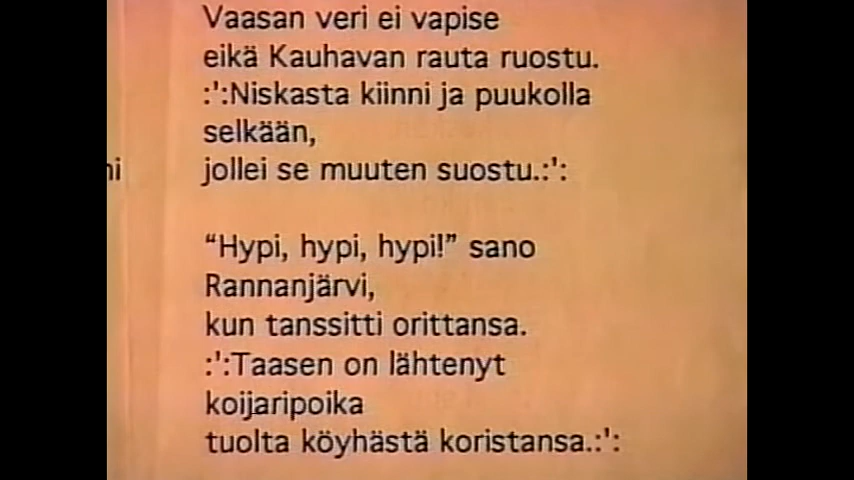 Vaasan veri ei vapise
eikä Kauhavan rauta ruostu.
:':Niskasta kiinni ja puukolla
selkään,
jollei se muuten suostu.:':
“Hypi, hypi, hypi!” sano
Rannanjärvi,
kun tanssitti orittansa.
:':Taasen on lähtenyt
koijaripoika
tuolta köyhästä koristansa.:':